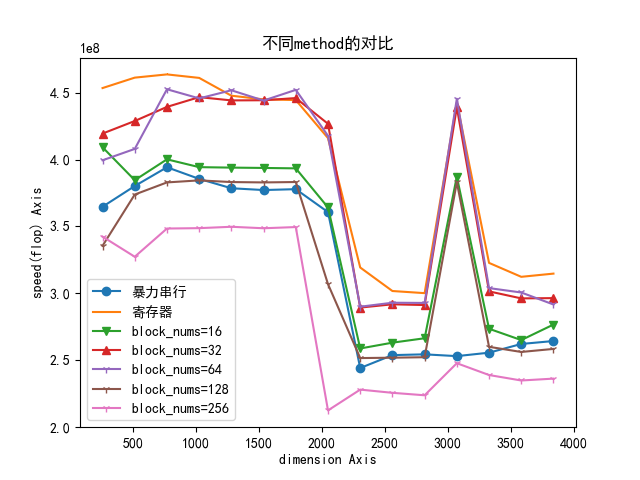 不同method的对比
1e8
4.5
4.0
3.5
3.0
2.5
2.0
speed(flop) Axis
暴力串行
寄存器
block_nums=16
block_nums=32
block_nums=64
block_nums=128
block_nums=256
500 1000 1500 2000 2500 3000 3500 4000
dimension Axis